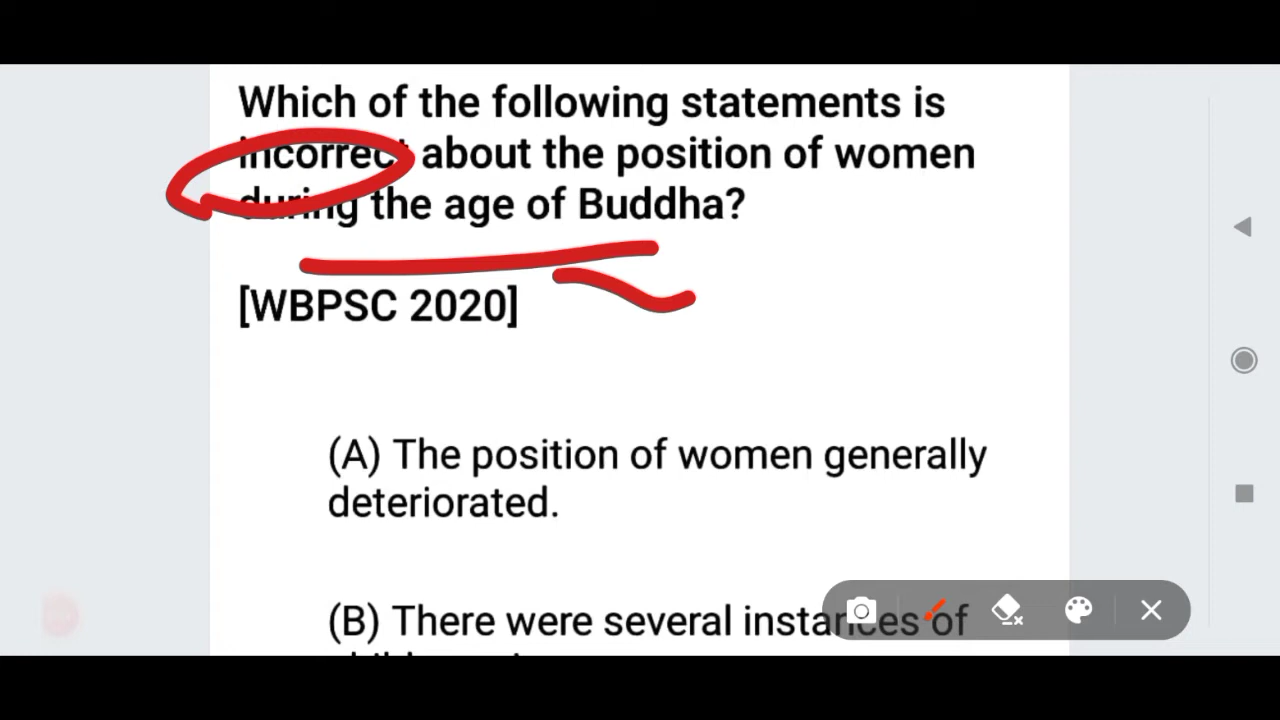 Which of the following statements is
incorrect about the position of women
during the age of Buddha?
[WBPSC 2020]
(A) The position of women generally
deteriorated.
(B) There were several instances of